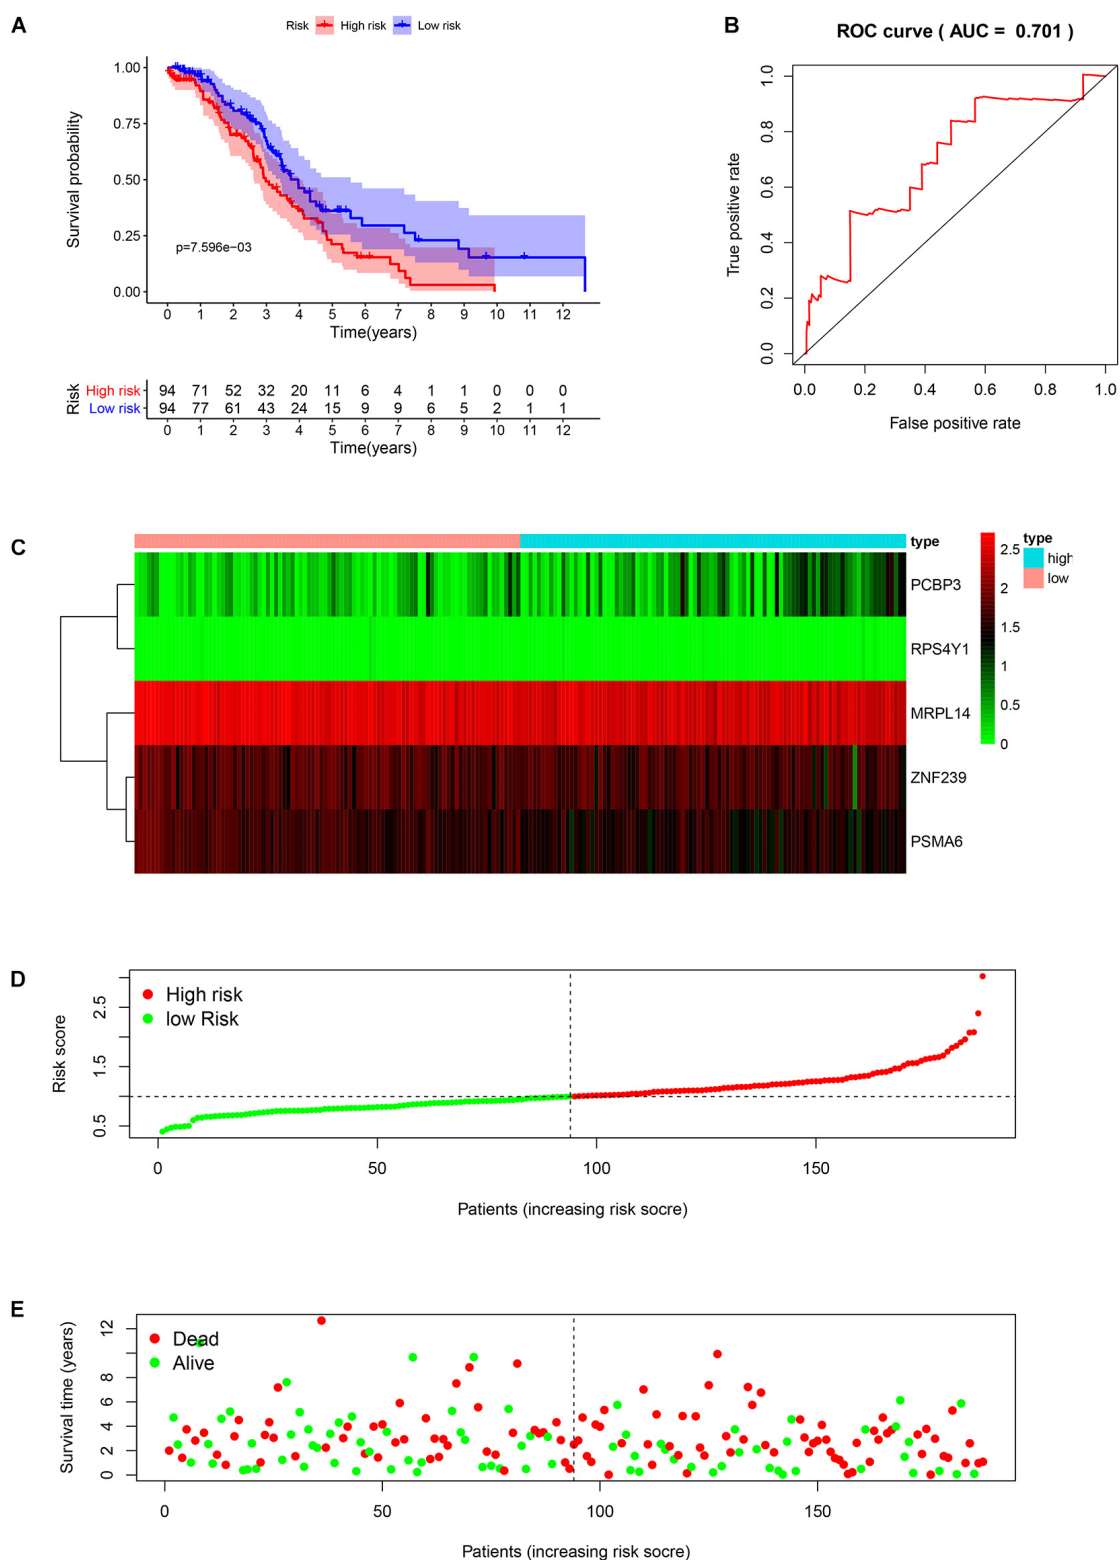 A
Risk High risk Low risk
1.00
0.75
0.50
0.25
0.00
Survival probability
p=7.596e−03
0 1 2 3 4 5 6 7 8 9 10 11 12
Time(years)
Risk
High risk 94 71 52 32 20 11 6 4 1 1 0 0 0
Low risk 94 77 61 43 24 15 9 9 6 5 2 1 1
0 1 2 3 4 5 6 7 8 9 10 11 12
Time(years)
B
ROC curve ( AUC = 0.701 )
True positive rate
1.0
0.8
0.6
0.4
0.2
0.0
0.0 0.2 0.4 0.6 0.8 1.0
False positive rate
C
type
PCBP3
RPS4Y1
MRPL14
ZNF239
PSMA6
2.5
2
1.5
1
0.5
0
type
high
low
D
High risk
low Risk
Risk score
2.5
1.5
0.5
0 50 100 150
Patients (increasing risk socre)
E
Dead
Alive
Survival time (years)
12
8
6
4
2
0
0 50 100 150
Patients (increasing risk socre)